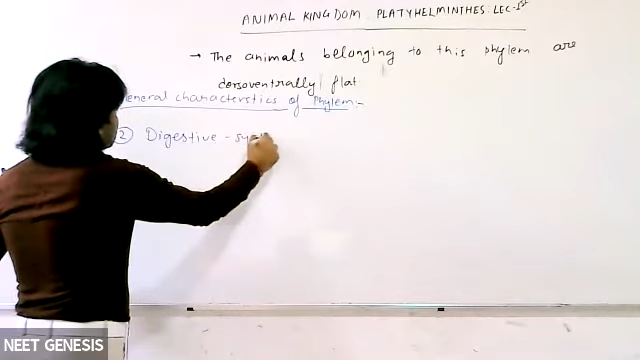 ANIMAL KINGDOM PLATYHELMINTHES: LEC-1st
→ The animals belonging to this phylem are
dorsoventrally flat
General characterstics of phylem:-
② Digestive - sys
NEET GENESIS